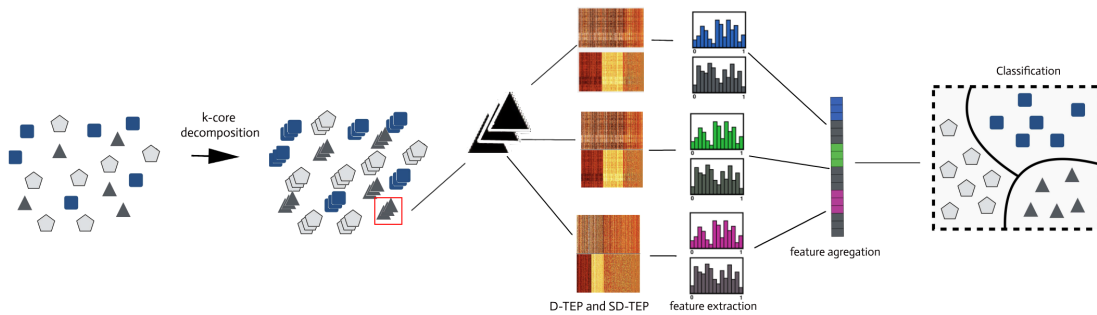 k-core
decomposition
0 1
0 1
0 1
0 1
0 1
0 1
D-TEP and SD-TEP
feature extraction
feature agregation
Classification